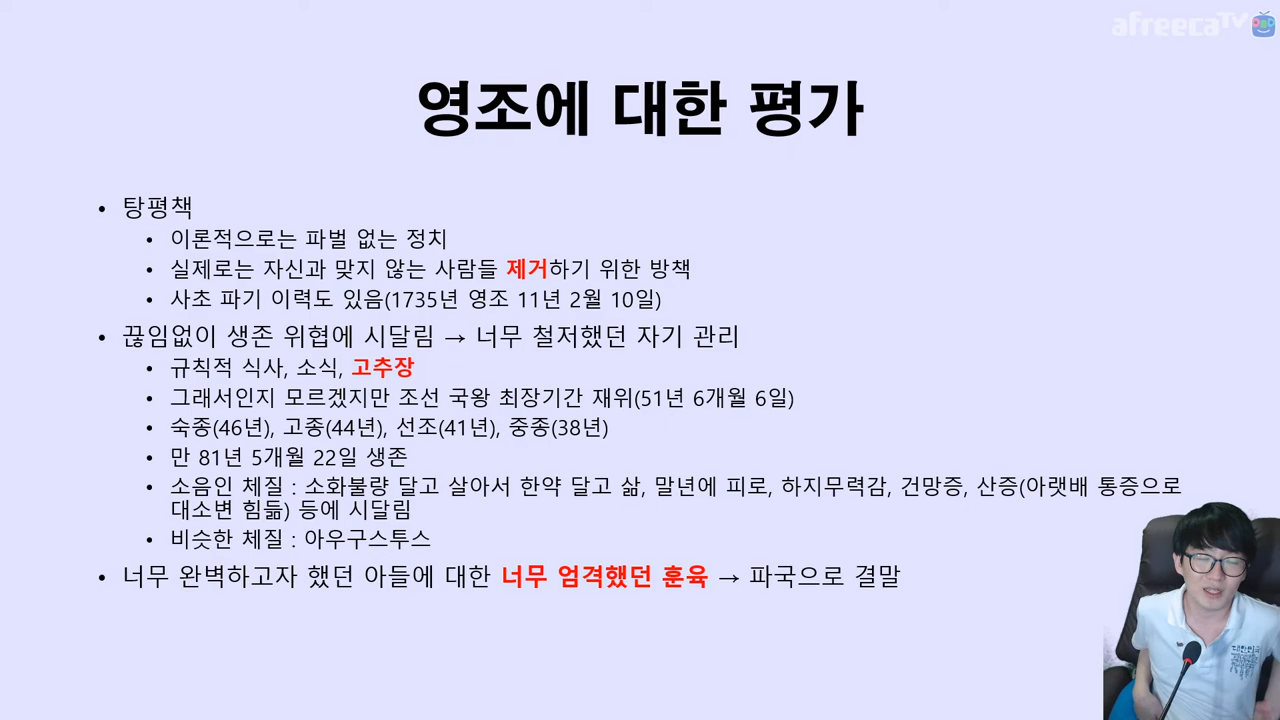 afreecaTV
영조에 대한 평가
• 탕평책
• 이론적으로는 파벌 없는 정치
• 실제로는 자신과 맞지 않는 사람들 제거하기 위한 방책
• 사초 파기 이력도 있음(1735년 영조 11년 2월 10일)
• 끊임없이 생존 위협에 시달림 → 너무 철저했던 자기 관리
• 규칙적 식사, 소식, 고추장
• 그래서인지 모르겠지만 조선 국왕 최장기간 재위(51년 6개월 6일)
• 숙종(46년), 고종(44년), 선조(41년), 중종(38년)
• 만 81년 5개월 22일 생존
• 소음인 체질 : 소화불량 달고 살아서 한약 달고 삶, 말년에 피로, 하지무력감, 건망증, 산증(아랫배 통증으로
대소변 힘듦) 등에 시달림
• 비슷한 체질 : 아우구스투스
• 너무 완벽하고자 했던 아들에 대한 너무 엄격했던 훈육 → 파국으로 결말
대한민국